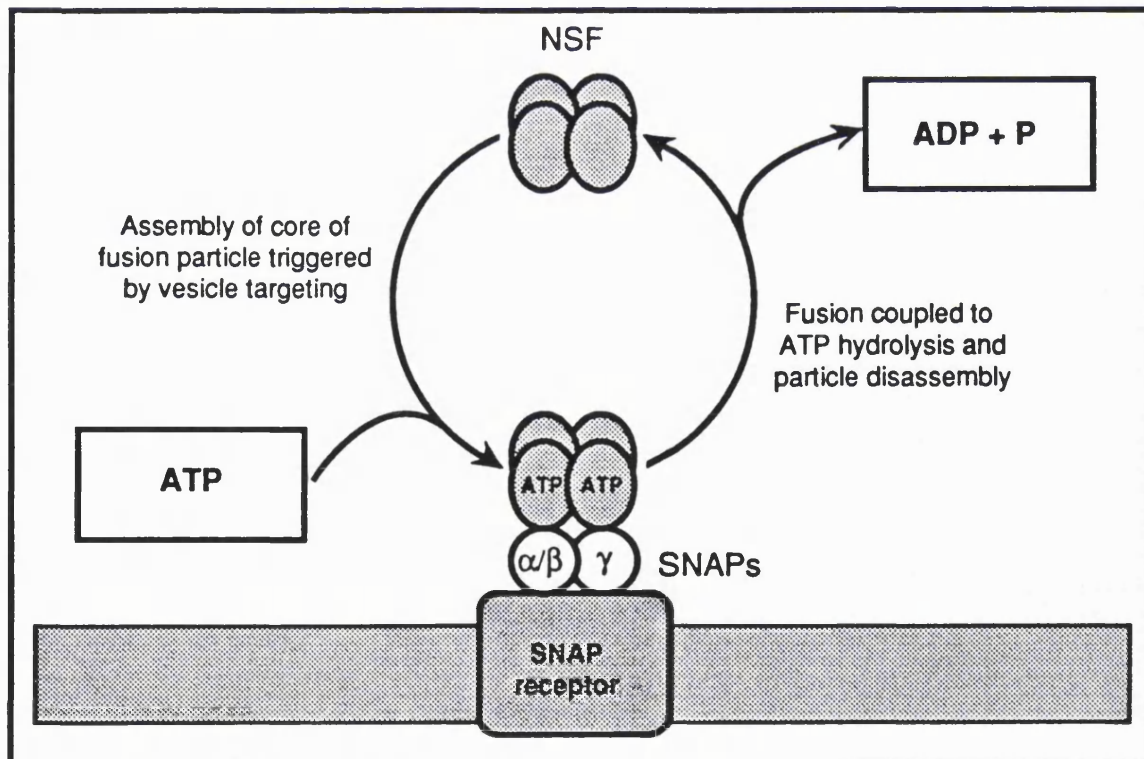 NSF
ADP + P
Assembly of core of
fusion particle triggered
by vesicle targeting
Fusion coupled to
ATP hydrolysis and
particle disassembly
ATP
ATP ATP
α/β γ SNAPs
SNAP
receptor